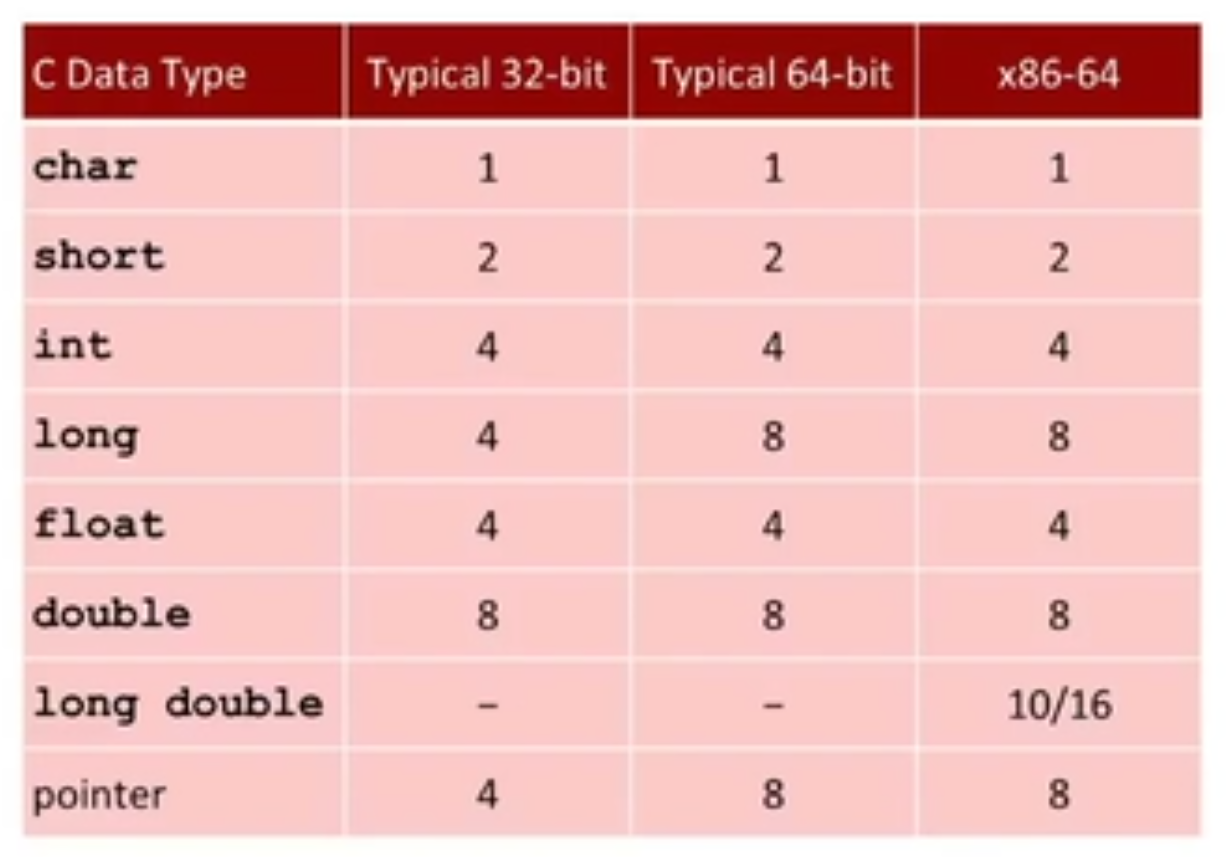 C Data Type Typical 32-bit Typical 64-bit x86-64
char 1 1 1
short 2 2 2
int 4 4 4
long 4 8 8
float 4 4 4
double 8 8 8
long double – – 10/16
pointer 4 8 8